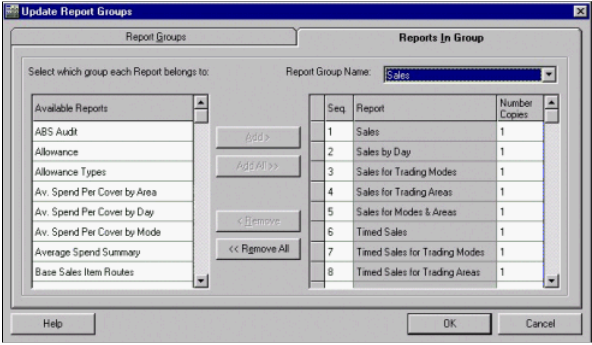 Update Report Groups
Report Groups
Reports In Group
Select which group each Report belongs to:
Report Group Name:
Sales
Available Reports
ABS Audit
Allowance
Allowance Types
Av. Spend Per Cover by Area
Av. Spend Per Cover by Day
Av. Spend Per Cover by Mode
Average Spend Summary
Base Sales Item Routes
Add >
Add All >>
< Remove
<< Remove All
Seq. Report Number Copies
1 Sales 1
2 Sales by Day 1
3 Sales for Trading Modes 1
4 Sales for Trading Areas 1
5 Sales for Modes & Areas 1
6 Timed Sales 1
7 Timed Sales for Trading Modes 1
8 Timed Sales for Trading Areas 1
Help
OK
Cancel